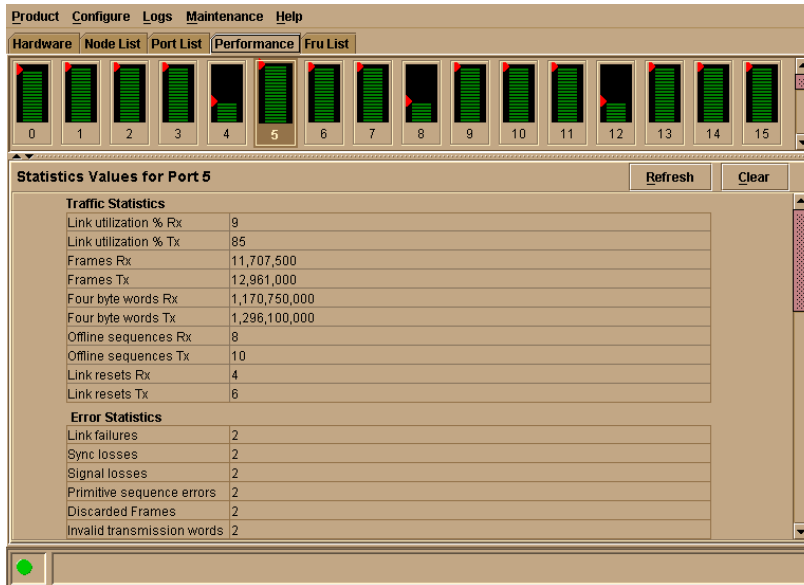 Product Configure Logs Maintenance Help
Hardware Node List Port List Performance Fru List
0 1 2 3 4 5 6 7 8 9 10 11 12 13 14 15
Statistics Values for Port 5 Refresh Clear
Traffic Statistics
Link utilization % Rx 9
Link utilization % Tx 85
Frames Rx 11,707,500
Frames Tx 12,961,000
Four byte words Rx 1,170,750,000
Four byte words Tx 1,296,100,000
Offline sequences Rx 8
Offline sequences Tx 10
Link resets Rx 4
Link resets Tx 6
Error Statistics
Link failures 2
Sync losses 2
Signal losses 2
Primitive sequence errors 2
Discarded Frames 2
Invalid transmission words 2